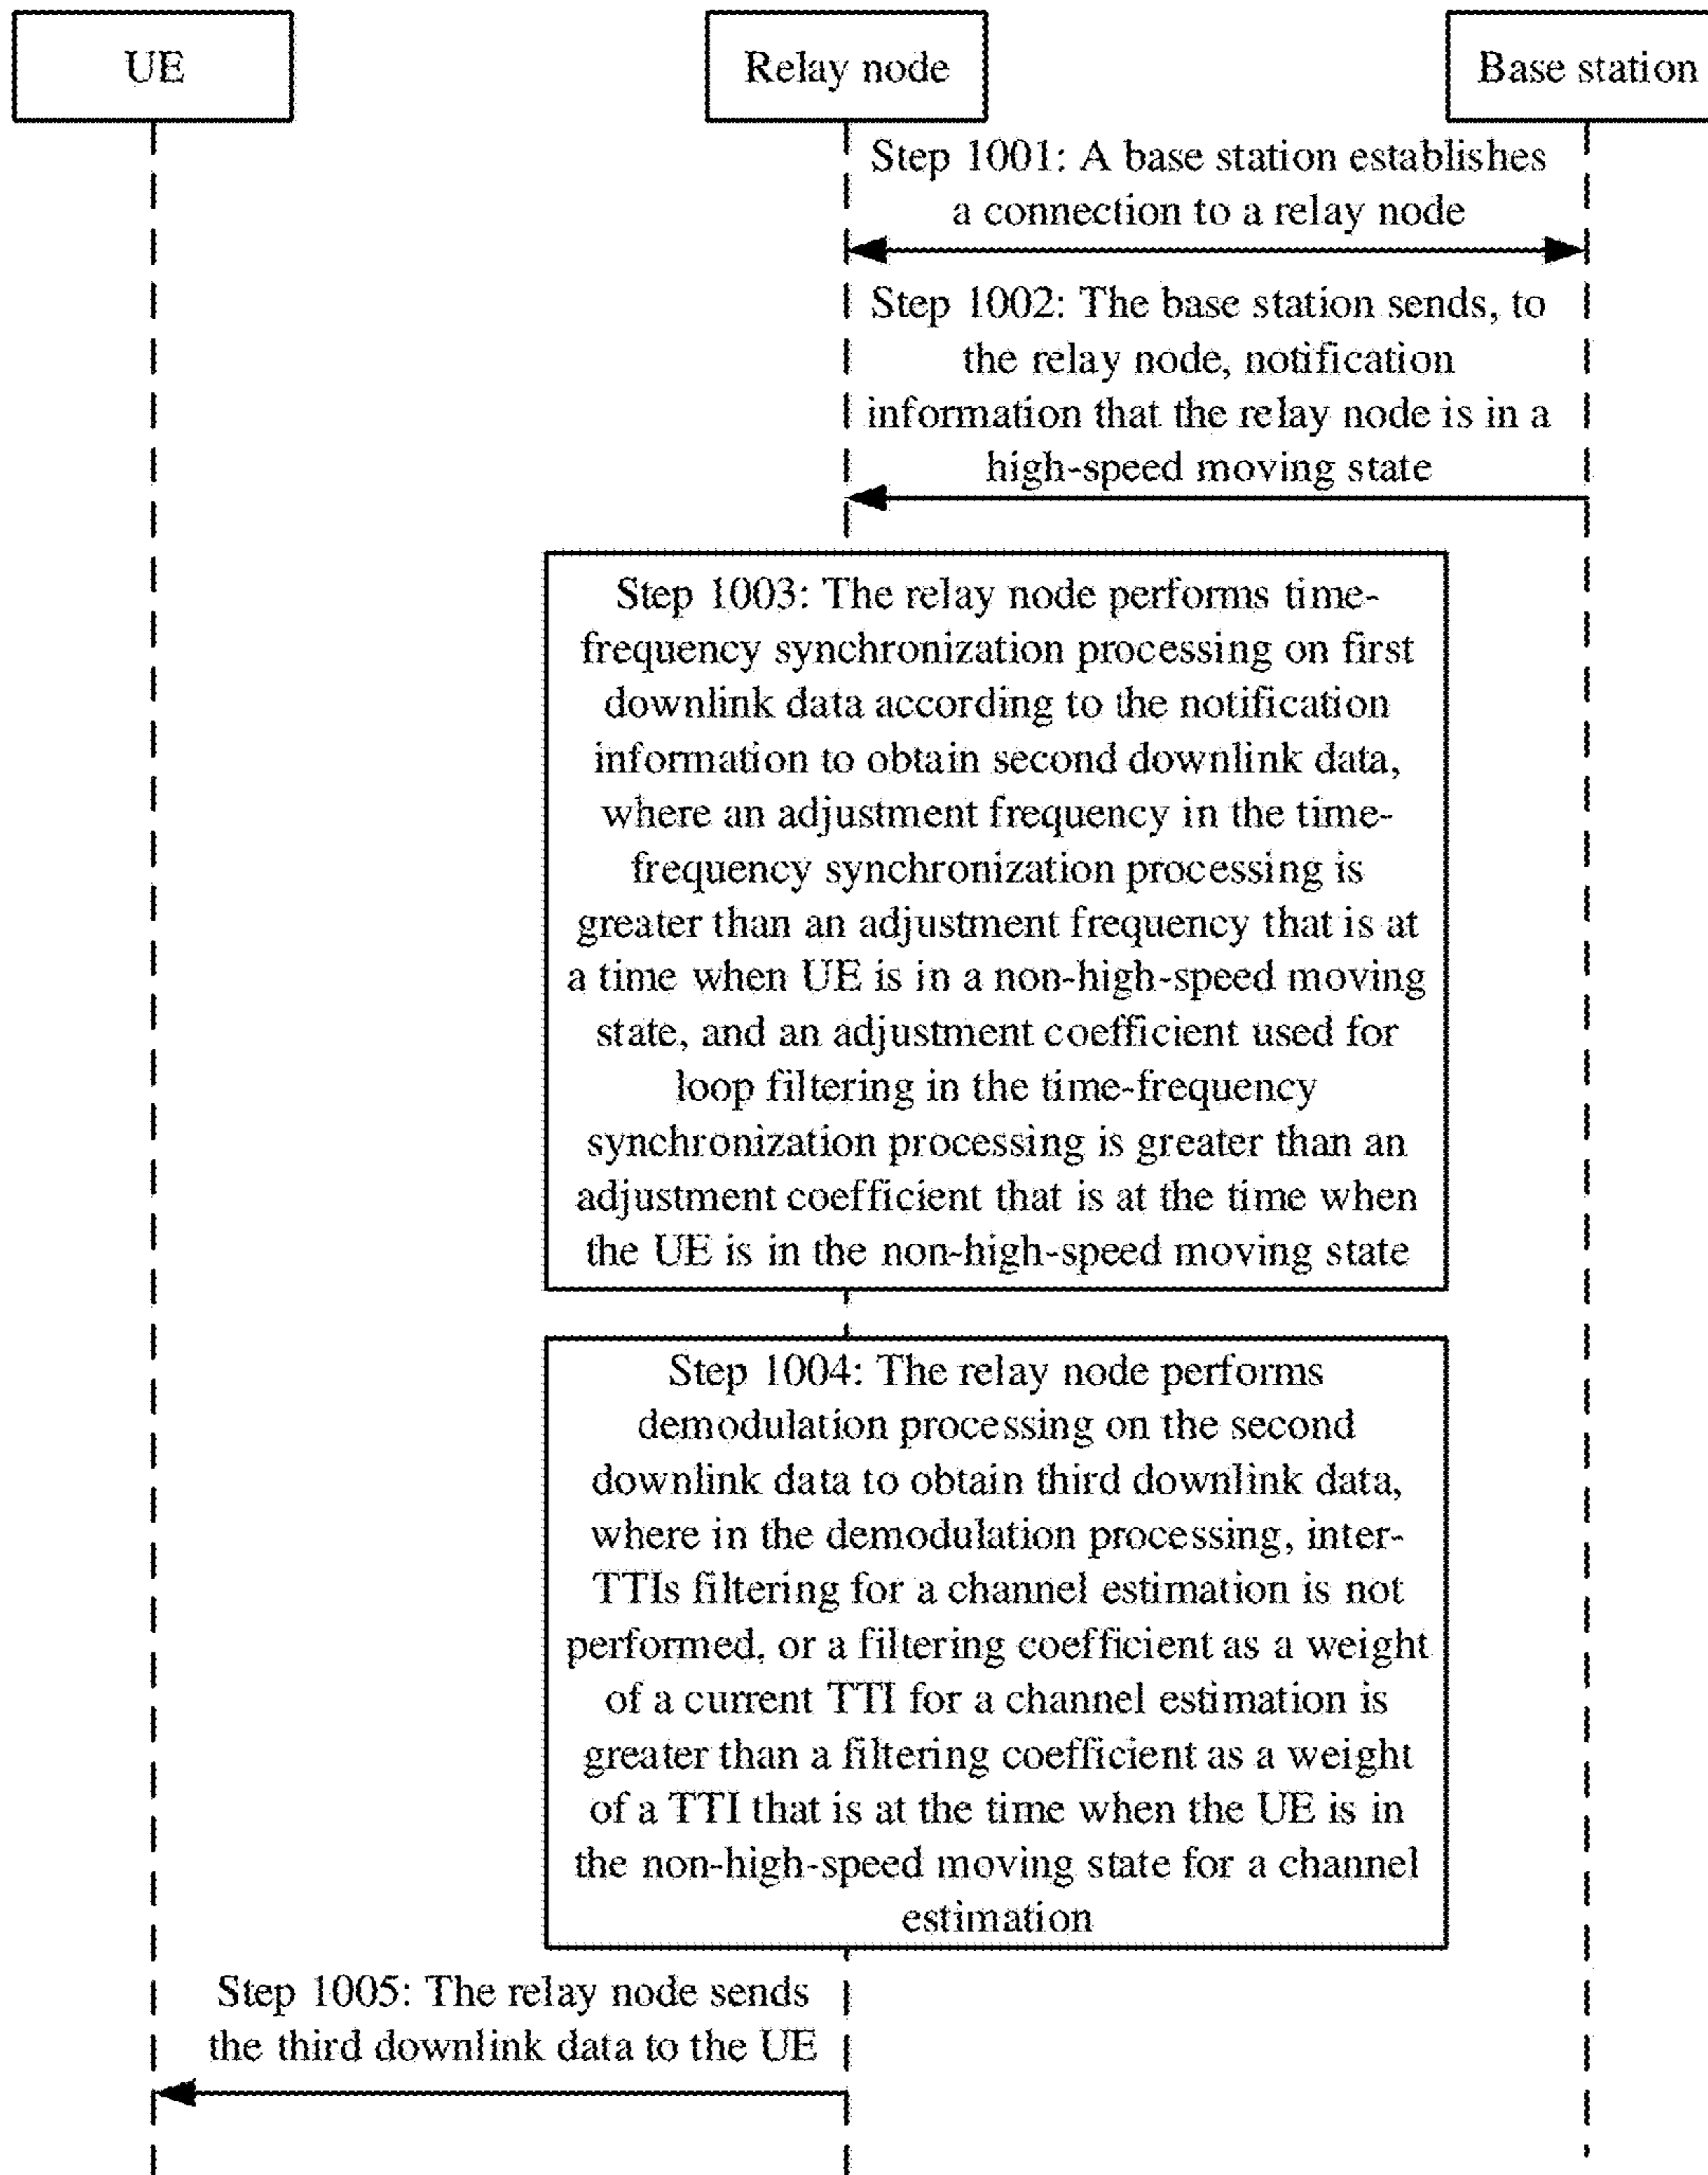 UE
Relay node
Base station
Step 1001: A base station establishes
a connection to a relay node
Step 1002: The base station sends, to
the relay node, notification
information that the relay node is in a
high-speed moving state
Step 1003: The relay node performs time-
frequency synchronization processing on first
downlink data according to the notification
information to obtain second downlink data,
where an adjustment frequency in the time-
frequency synchronization processing is
greater than an adjustment frequency that is at
a time when UE is in a non-high-speed moving
state, and an adjustment coefficient used for
loop filtering in the time-frequency
synchronization processing is greater than an
adjustment coefficient that is at the time when
the UE is in the non-high-speed moving state
Step 1004: The relay node performs
demodulation processing on the second
downlink data to obtain third downlink data,
where in the demodulation processing, inter-
TTIs filtering for a channel estimation is not
performed, or a filtering coefficient as a weight
of a current TTI for a channel estimation is
greater than a filtering coefficient as a weight
of a TTI that is at the time when the UE is in
the non-high-speed moving state for a channel
estimation
Step 1005: The relay node sends
the third downlink data to the UE